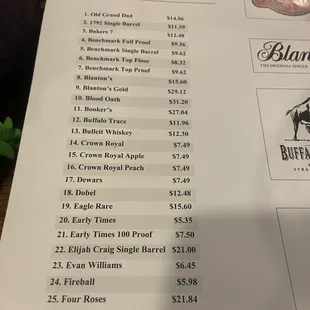 1. Old Grand Dad $14.56
2. 1792 Single Barrel $11.39
3. Bakers 7 $12.48
4. Benchmark Full Proof $9.36
5. Benchmark Single Barrel $9.62
6. Benchmark Top Floor $8.32
7. Benchmark Top Proof $9.62
8. Blanton's $15.60
9. Blanton's Gold $29.12
10. Blood Oath $31.20
11. Booker's $27.04
12. Buffalo Trace $11.96
13. Bulleit Whiskey $12.30
14. Crown Royal $7.49
15. Crown Royal Apple $7.49
16. Crown Royal Peach $7.49
17. Dewars $7.49
18. Dobel $12.48
19. Eagle Rare $15.60
20. Early Times $5.35
21. Early Times 100 Proof $7.50
22. Elijah Craig Single Barrel $21.00
23. Evan Williams $6.45
24. Fireball $5.98
25. Four Roses $21.84
Blan
THE ORIGINAL SINGLE
BUFFA